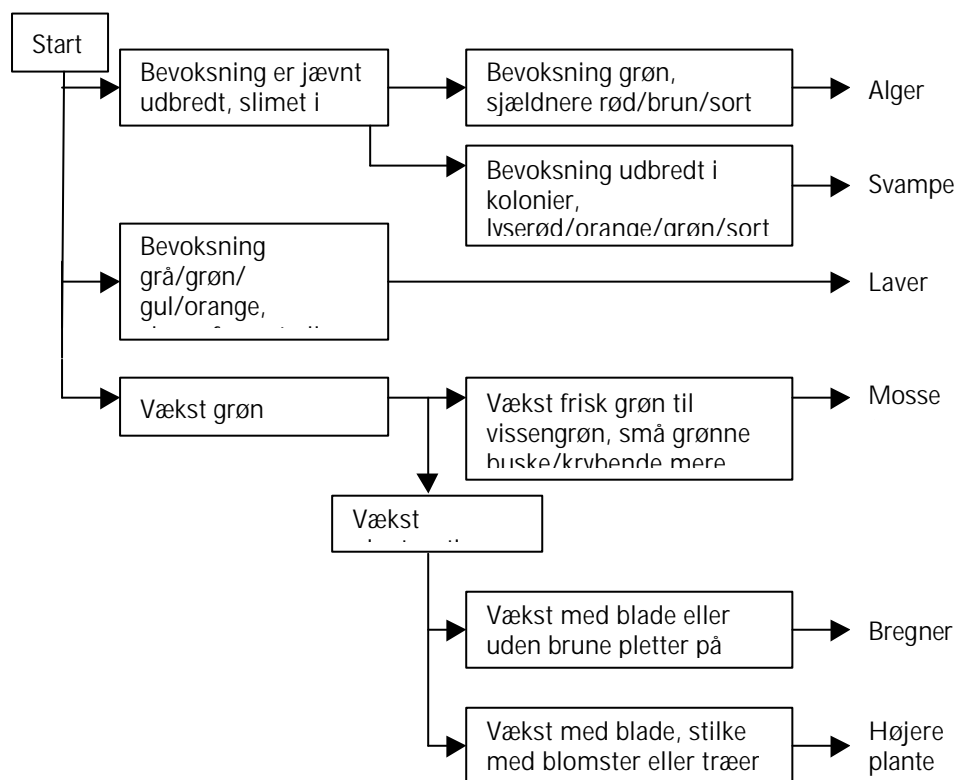 Start
Bevoksning er jævnt
udbredt, slimet i
Bevoksning grøn,
sjældnere rød/brun/sort
Alger
Bevoksning udbredt i
kolonier,
lyserød/orange/grøn/sort
Svampe
Bevoksning
grå/grøn/
gul/orange,
Laver
Vækst grøn
Vækst frisk grøn til
vissengrøn, små grønne
buske/krybende mere
Mosse
Vækst
Vækst med blade eller
uden brune pletter på
Bregner
Vækst med blade, stilke
med blomster eller træer
Højere
plante